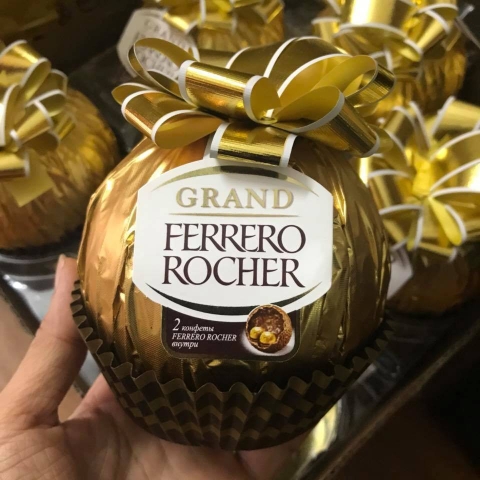 GRAND
FERRERO
ROCHER
2 конфеты
FERRERO ROCHER
внутри